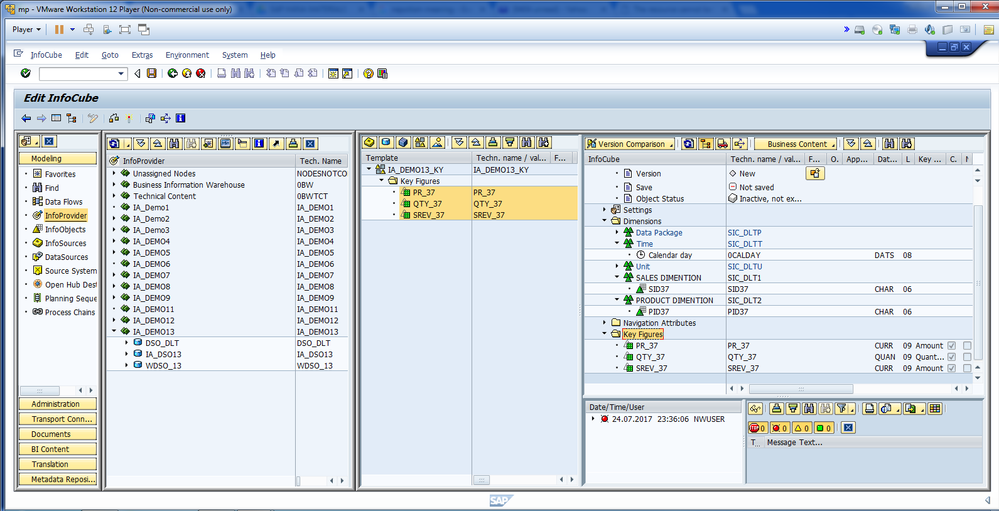 mp - VMware Workstation 12 Player (Non-commercial use only)
Player
InfoCube Edit Goto Extras Environment System Help
Edit InfoCube
Modeling
Favorites
Find
Data Flows
InfoProvider
InfoObjects
InfoSources
DataSources
Source System
Open Hub Dest
Planning Seque
Process Chains
Administration
Transport Conn...
Documents
BI Content
Translation
Metadata Reposi...
InfoProvider Tech. Name
Unassigned Nodes NODESNOTCO
Business Information Warehouse 0BW
Technical Content 0BWTCT
IA_Demo1 IA_DEMO1
IA_Demo2 IA_DEMO2
IA_Demo3 IA_DEMO3
IA_DEMO4 IA_DEMO4
IA_DEMO5 IA_DEMO5
IA_DEMO6 IA_DEMO6
IA_DEMO7 IA_DEMO7
IA_DEMO8 IA_DEMO8
IA_DEMO9 IA_DEMO9
IA_DEMO11 IA_DEMO11
IA_DEMO12 IA_DEMO12
IA_DEMO13 IA_DEMO13
DSO_DLT DSO_DLT
IA_DSO13 IA_DSO13
WDSO_13 WDSO_13
Template Techn. name / val... F...
IA_DEMO13_KY IA_DEMO13_KY
Key Figures
PR_37 PR_37
QTY_37 QTY_37
SREV_37 SREV_37
Version Comparison Business Content
InfoCube Techn. name / val... F... O. App... Dat... L Key ... C. N
Version New
Save Not saved
Object Status Inactive, not ex...
Settings
Dimensions
Data Package SIC_DLTP
Time SIC_DLTT
Calendar day 0CALDAY DATS 08
Unit SIC_DLTU
SALES DIMENTION SIC_DLT1
SID37 SID37 CHAR 06
PRODUCT DIMENTION SIC_DLT2
PID37 PID37 CHAR 06
Navigation Attributes
Key Figures
PR_37 PR_37 CURR 09 Amount
QTY_37 QTY_37 QUAN 09 Quant...
SREV_37 SREV_37 CURR 09 Amount
Date/Time/User
24.07.2017 23:36:06 NWUSER
STOP 0 0 0 0
T... Message Text...
SAP